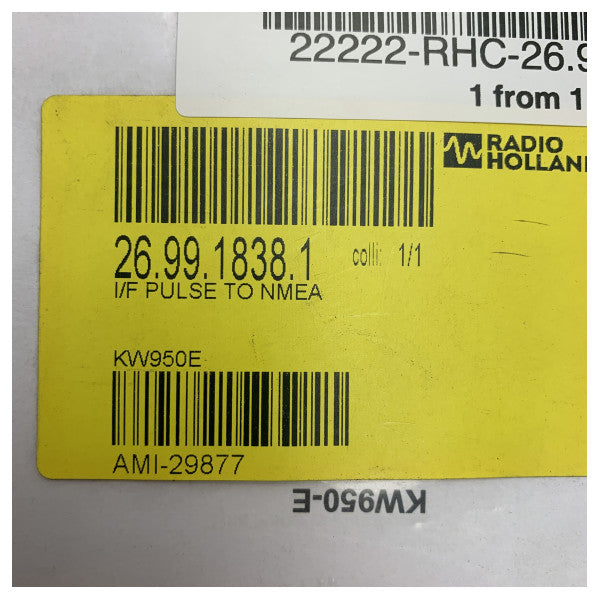 22222-RHC-26.9
1 from 1
RADIO
HOLLAND
26.99.1838.1 colli: 1/1
I/F PULSE TO NMEA
KW950E
AMI-29877
KW950-E